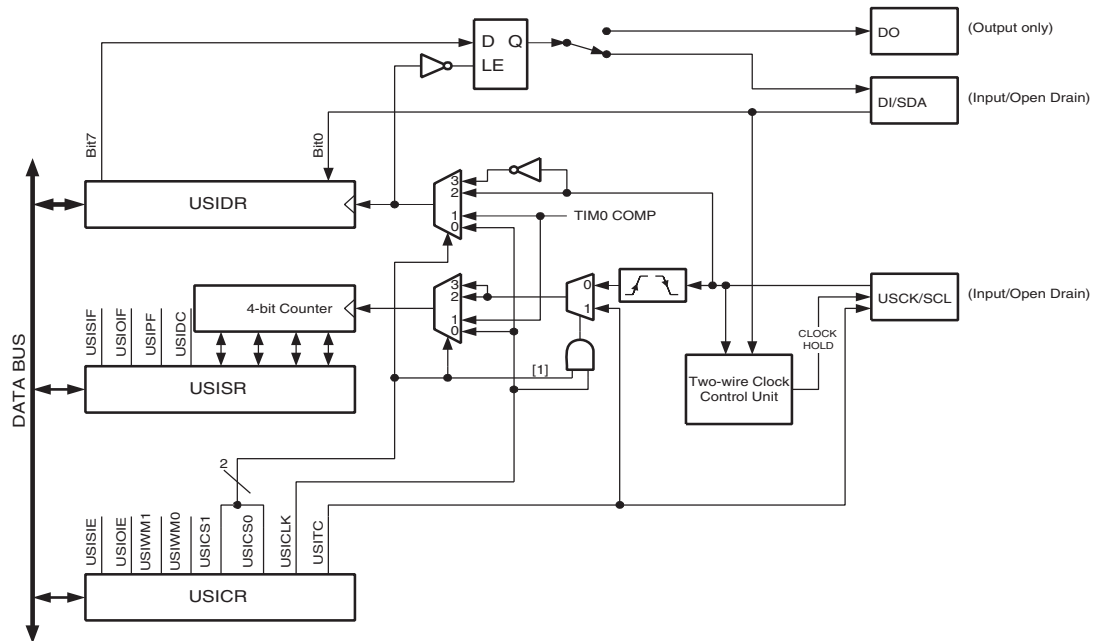 DO
(Output only)
D Q
LE
DI/SDA
(Input/Open Drain)
Bit7
Bit0
USIDR
3
2
1
0
TIM0 COMP
4-bit Counter
3
2
1
0
0
1
USCK/SCL
(Input/Open Drain)
CLOCK
HOLD
USISIF
USIOIF
USIPF
USIDC
[1]
Two-wire Clock
Control Unit
USISR
DATA BUS
2
USISIE
USIOIE
USIWM1
USIWM0
USICS1
USICS0
USICLK
USITC
USICR